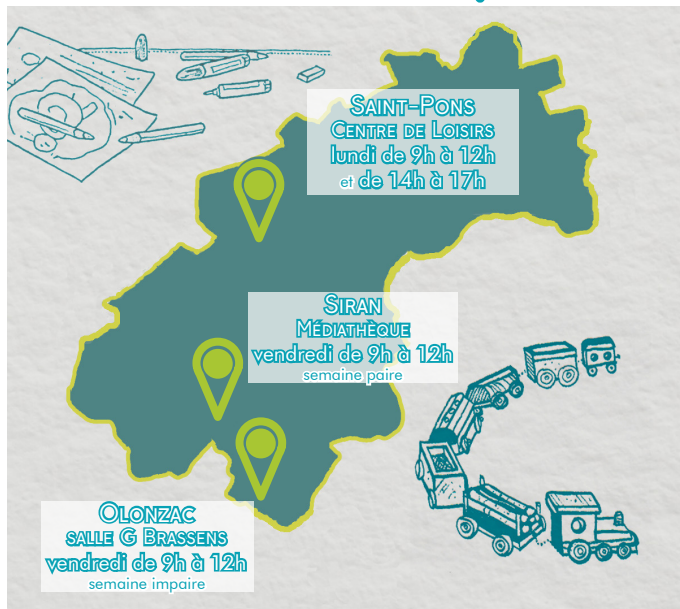 Saint-Pons
Centre de Loisirs
lundi de 9h à 12h
et de 14h à 17h
Siran
Médiathèque
vendredi de 9h à 12h
semaine paire
Olonzac
salle G Brassens
vendredi de 9h à 12h
semaine impaire